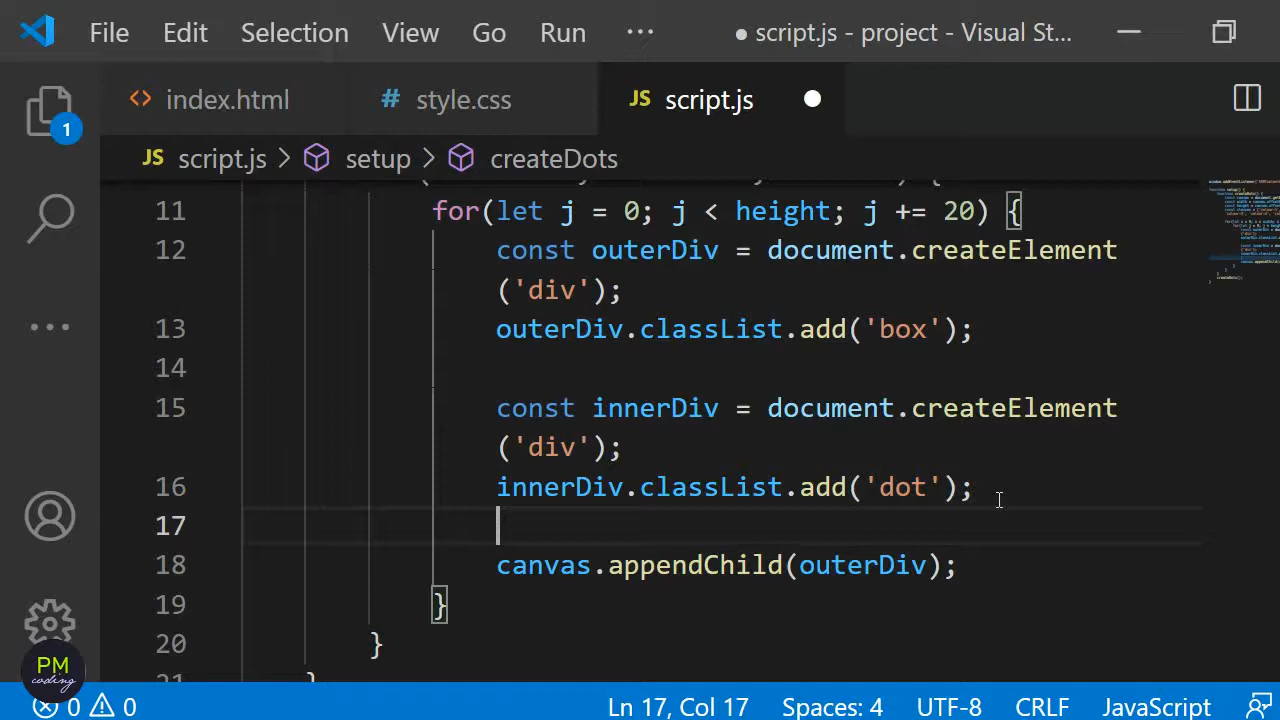 File Edit Selection View Go Run ··· ● script.js - project - Visual St...
index.html # style.css JS script.js
JS script.js > setup > createDots
11 for(let j = 0; j < height; j += 20) {
12 const outerDiv = document.createElement
('div');
13 outerDiv.classList.add('box');
14
15 const innerDiv = document.createElement
('div');
16 innerDiv.classList.add('dot');
17
18 canvas.appendChild(outerDiv);
19 }
20 }
21 }
1
PM
coding
0 0 Ln 17, Col 17 Spaces: 4 UTF-8 CRLF JavaScript